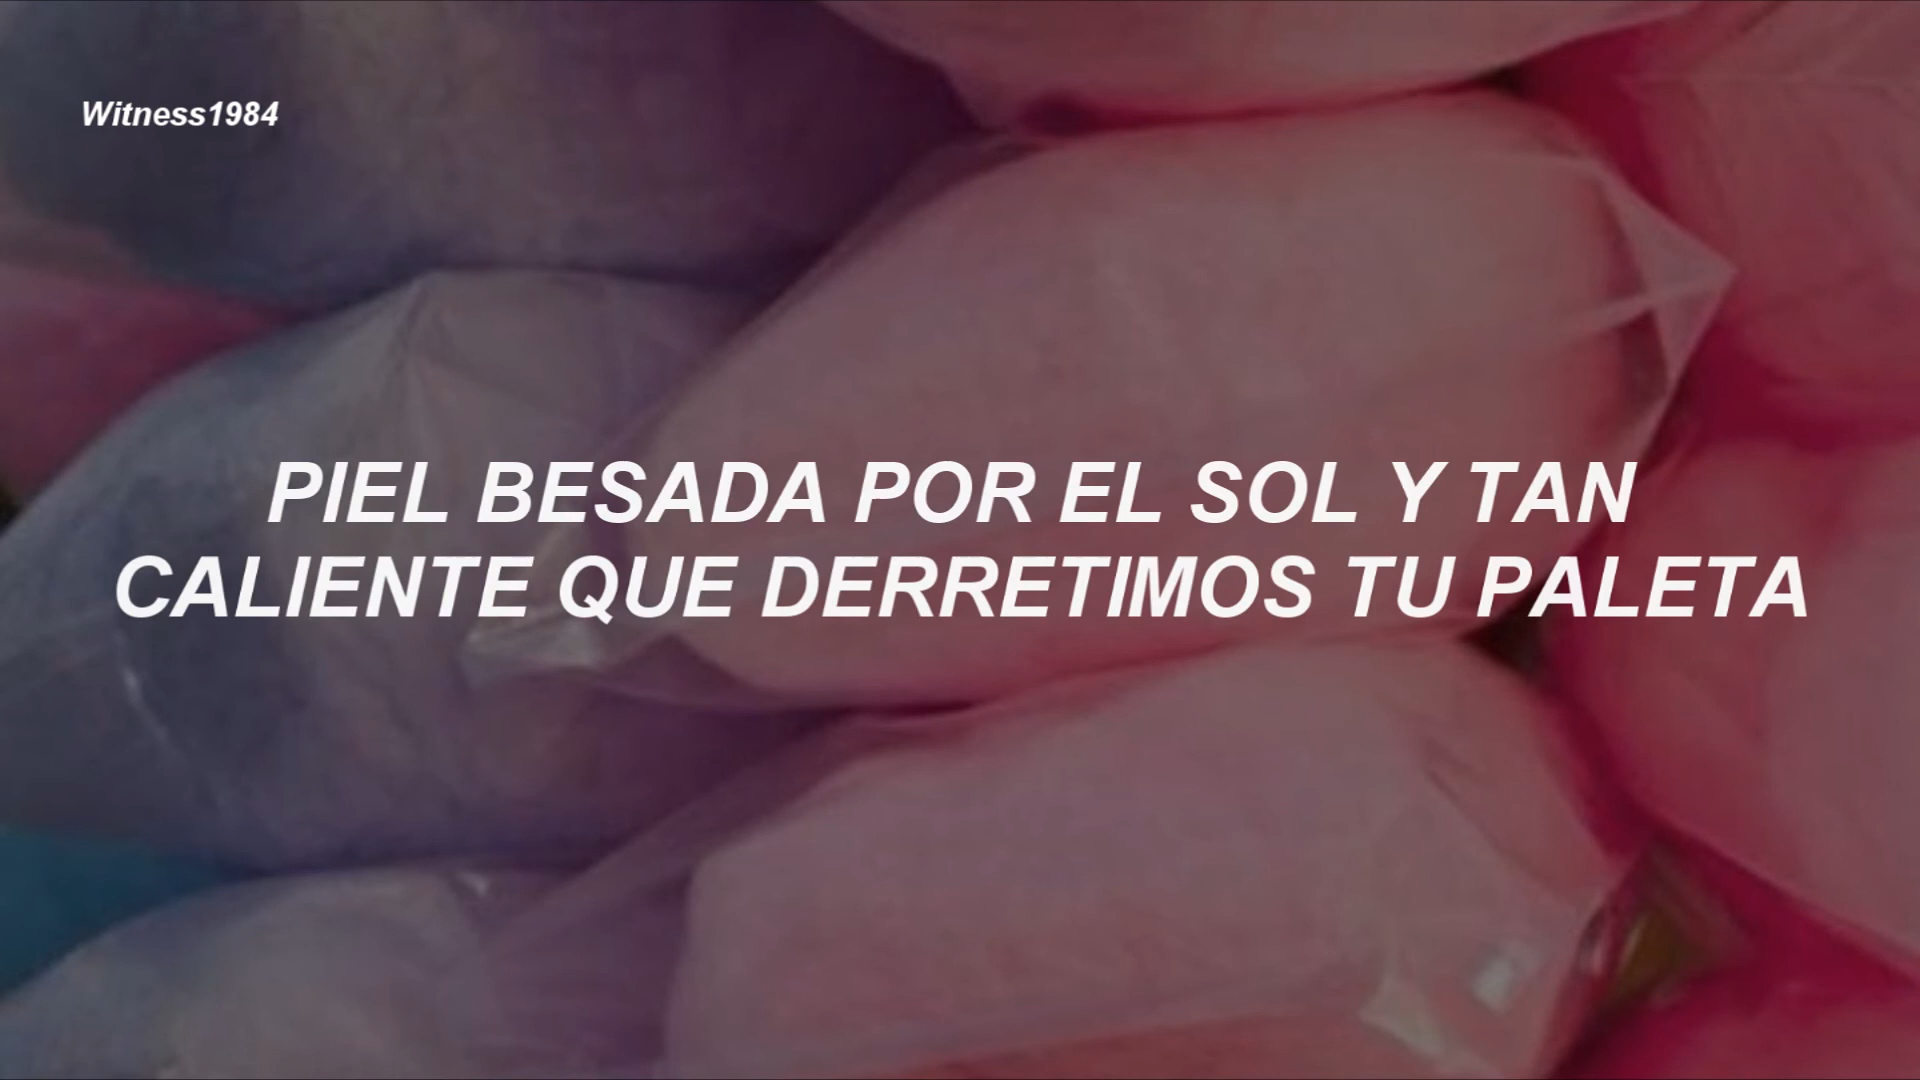 Witness1984
PIEL BESADA POR EL SOL Y TAN
CALIENTE QUE DERRETIMOS TU PALETA